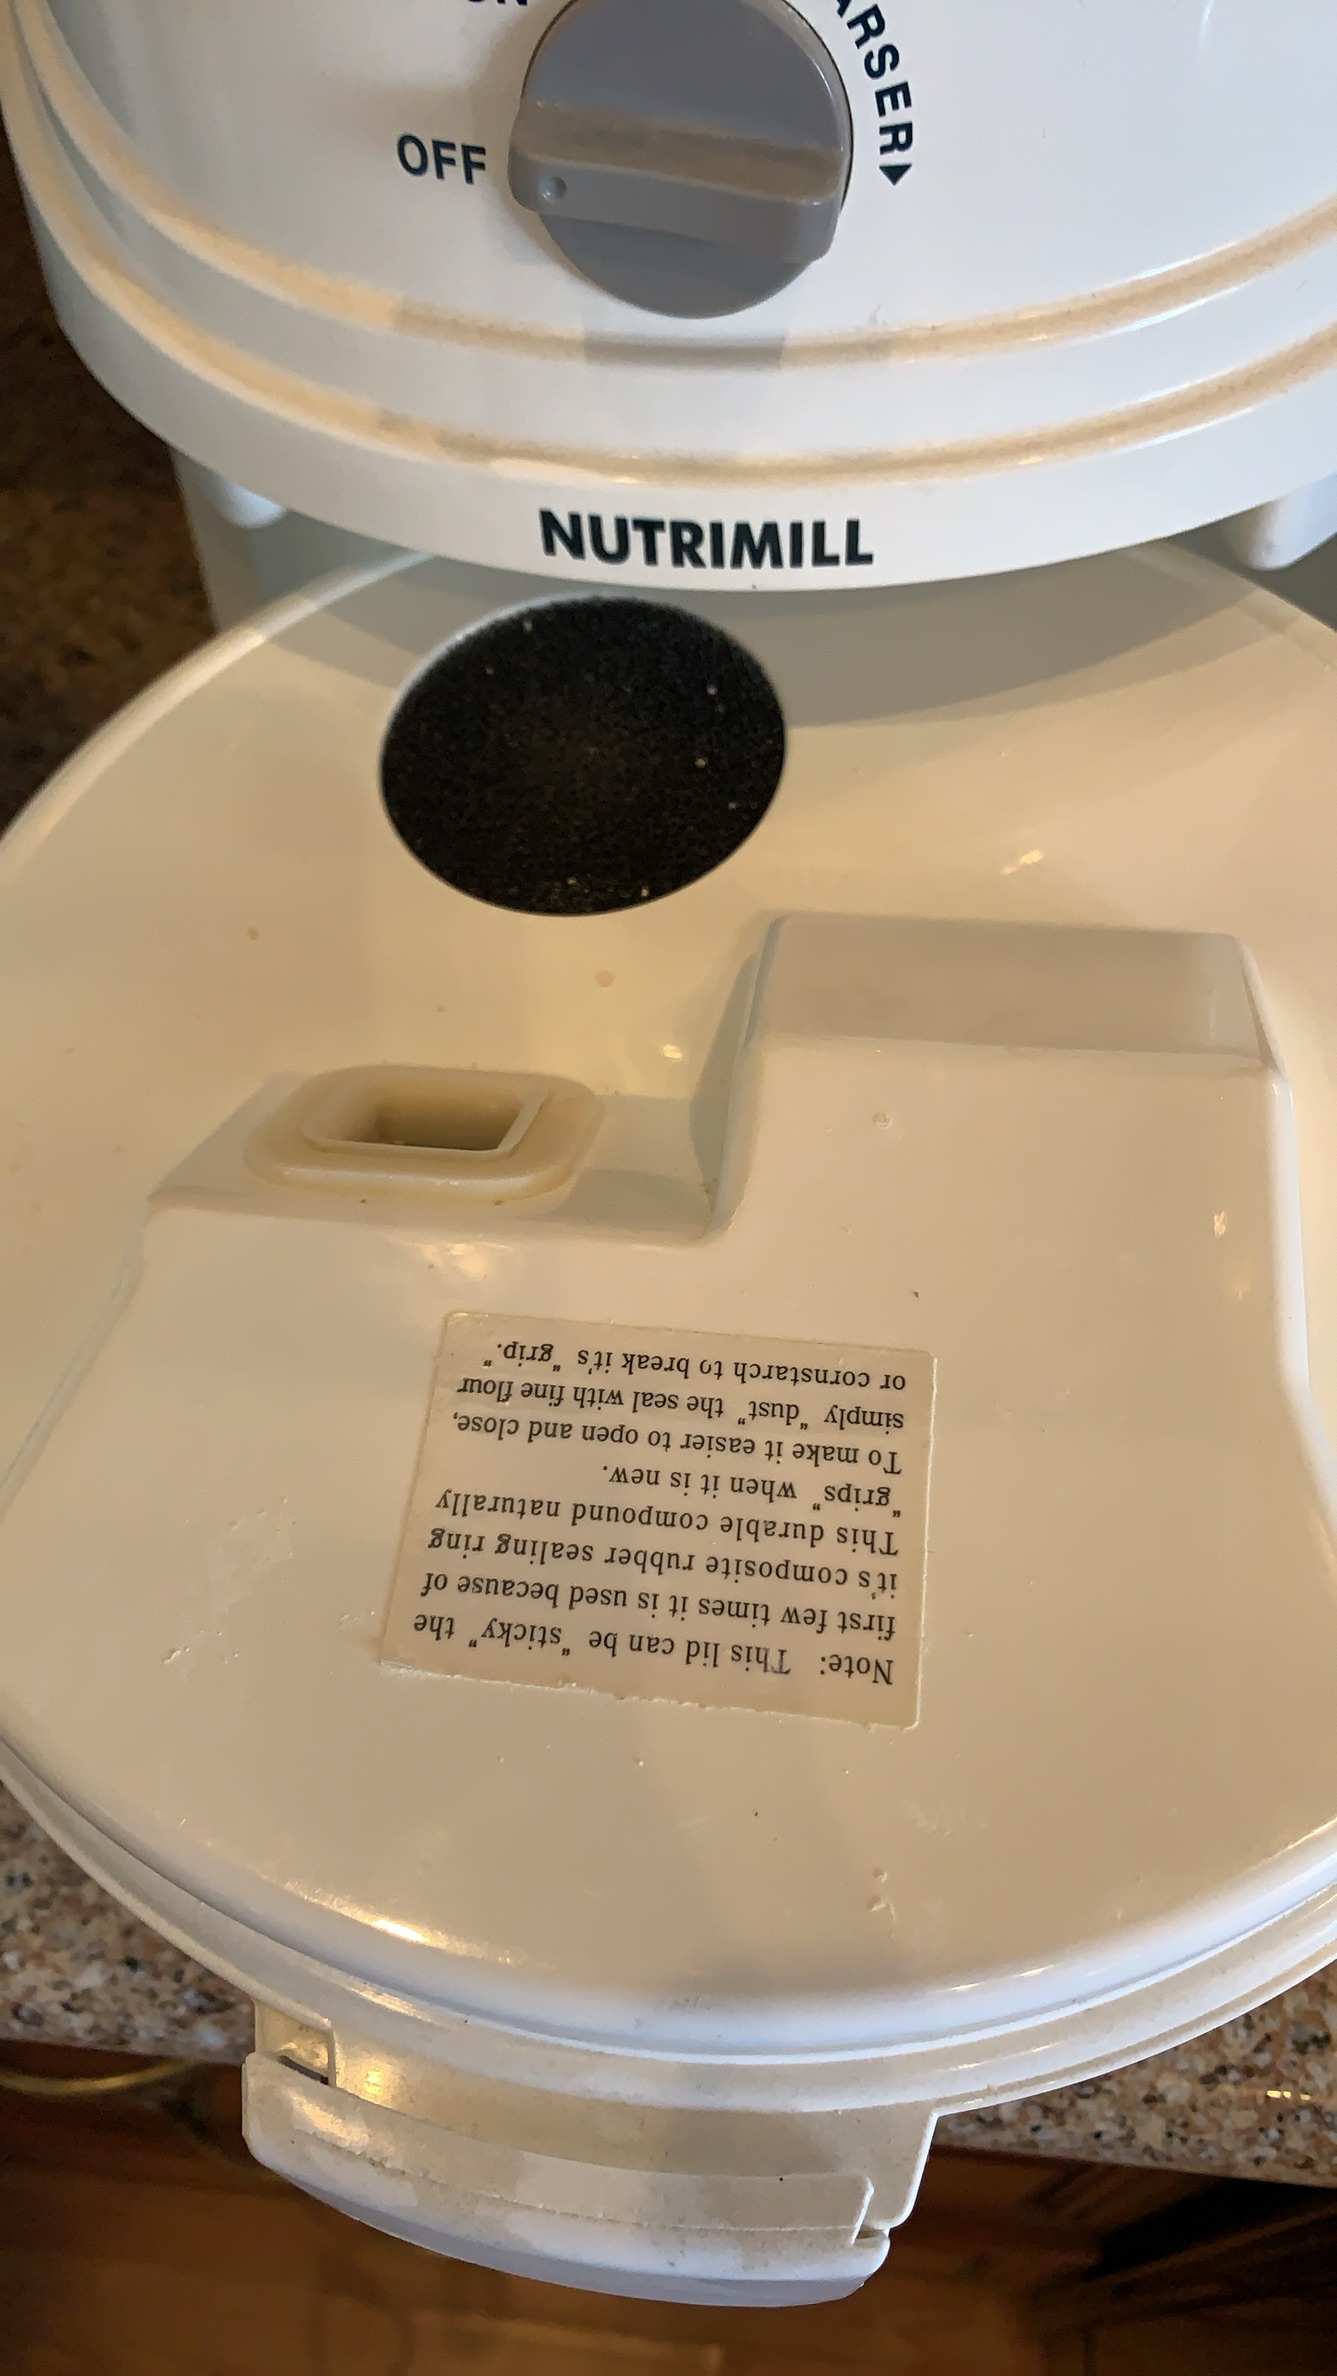 ON
ARSER▶
OFF
NUTRIMILL
Note: This lid can be "sticky" the
first few times it is used because of
it's composite rubber sealing ring
This durable compound naturally
"grips" when it is new.
To make it easier to open and close,
simply "dust" the seal with fine flour
or cornstarch to break it's "grip."